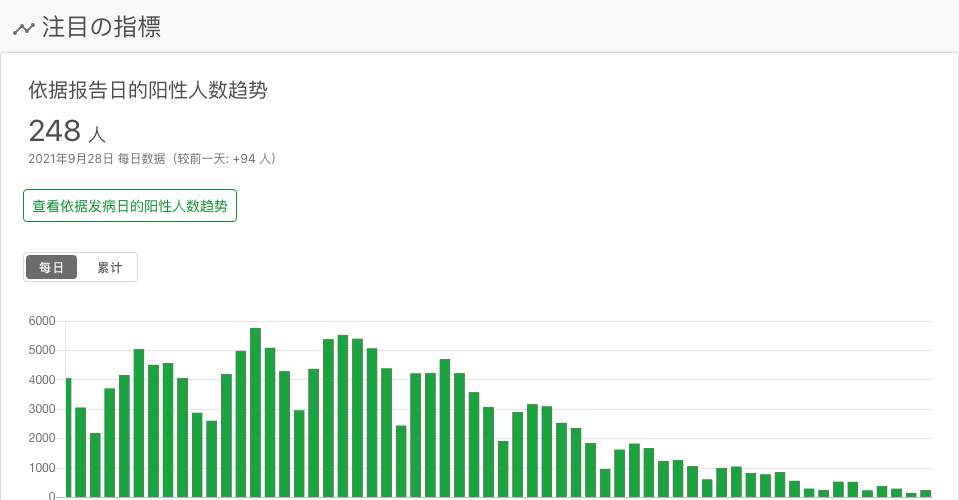 注目の指標
依据报告日的阳性人数趋势
248 人
2021年9月28日 每日数据（较前一天: +94 人）
查看依据发病日的阳性人数趋势
每日 累计
6000
5000
4000
3000
2000
1000
0